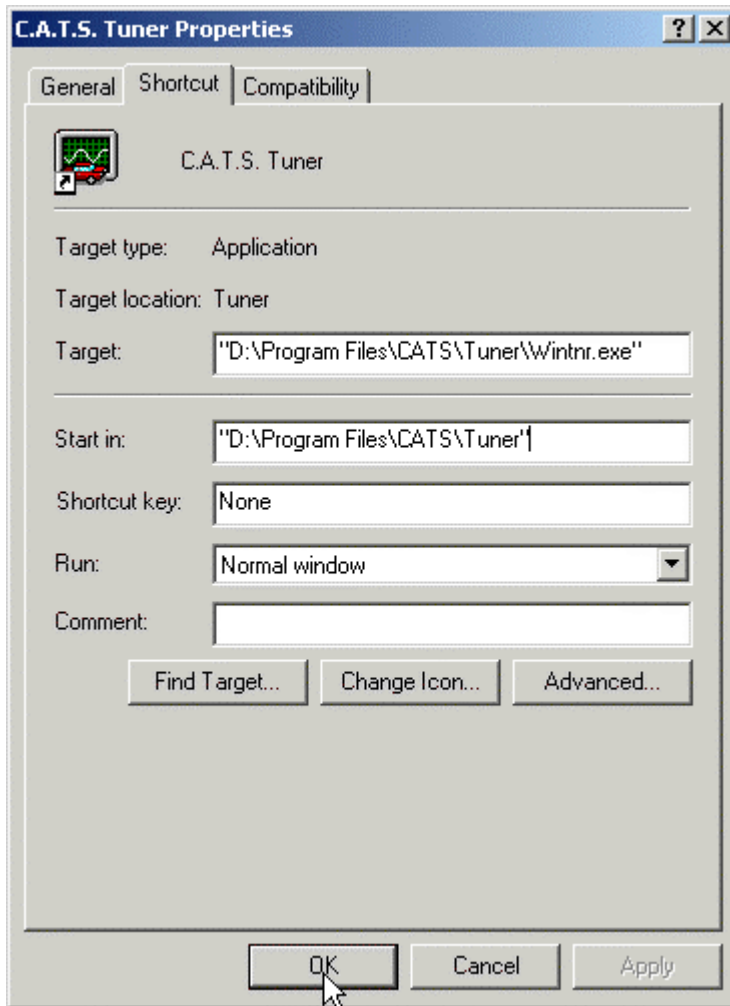 C.A.T.S. Tuner Properties
General Shortcut Compatibility
C.A.T.S. Tuner
Target type: Application
Target location: Tuner
Target: "D:\Program Files\CATS\Tuner\Wintnr.exe"
Start in: "D:\Program Files\CATS\Tuner"
Shortcut key: None
Run: Normal window
Comment:
Find Target... Change Icon... Advanced...
OK Cancel Apply